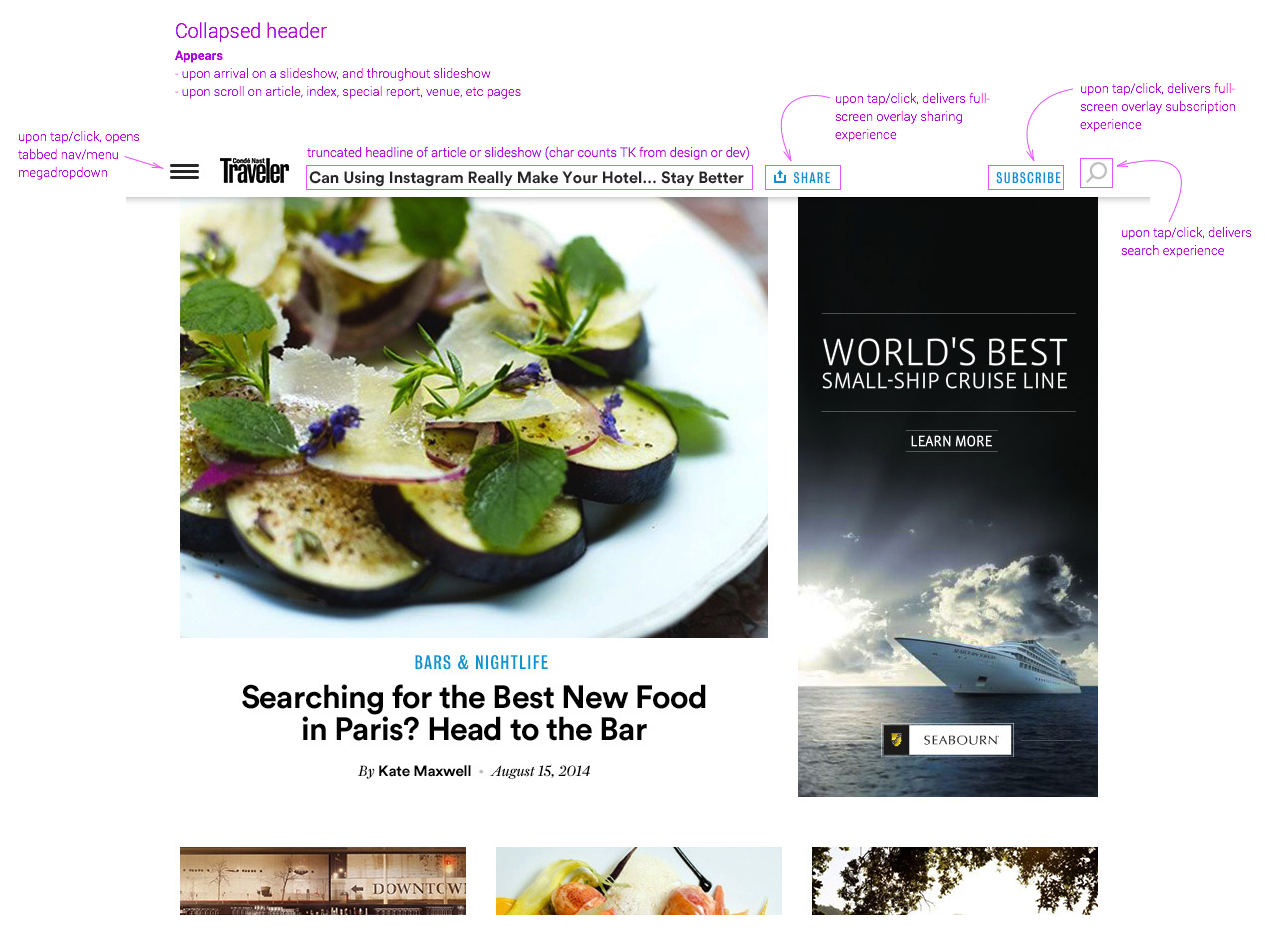 Collapsed header
Appears
- upon arrival on a slideshow, and throughout slideshow
- upon scroll on article, index, special report, venue, etc pages
upon tap/click, opens
tabbed nav/menu
megadropdown
upon tap/click, delivers full-
screen overlay sharing
experience
upon tap/click, delivers full-
screen overlay subscription
experience
truncated headline of article or slideshow (char counts TK from design or dev)
Condé Nast
Traveler
Can Using Instagram Really Make Your Hotel... Stay Better
SHARE
SUBSCRIBE
upon tap/click, delivers
search experience
WORLD'S BEST
SMALL-SHIP CRUISE LINE
LEARN MORE
SEABOURN
BARS & NIGHTLIFE
Searching for the Best New Food
in Paris? Head to the Bar
By Kate Maxwell • August 15, 2014
← DOWNTOWN